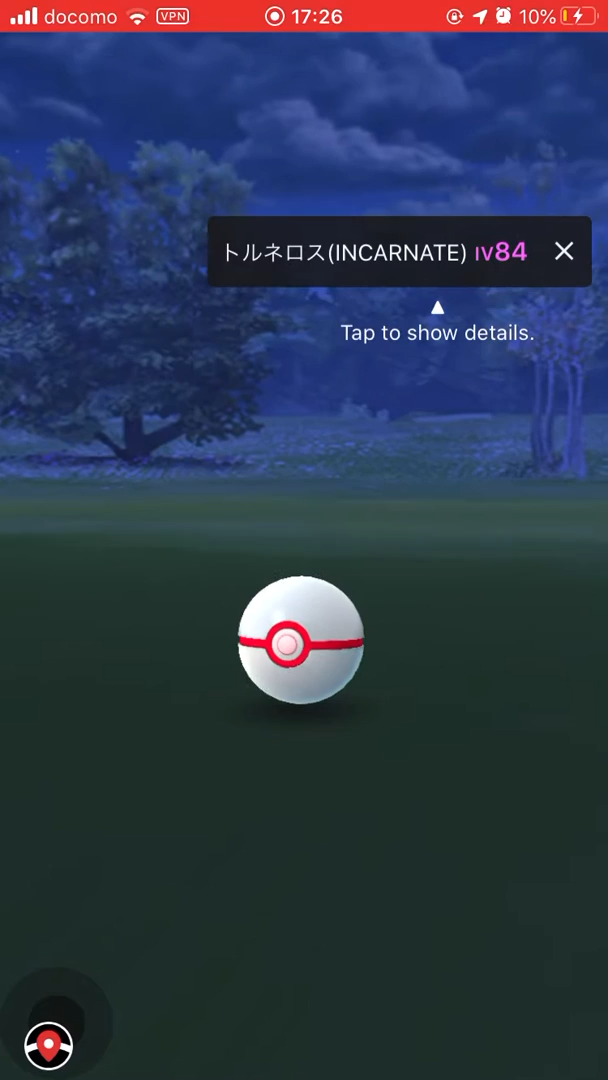 docomo VPN 17:26 10%
トルネロス(INCARNATE) IV84 ×
Tap to show details.